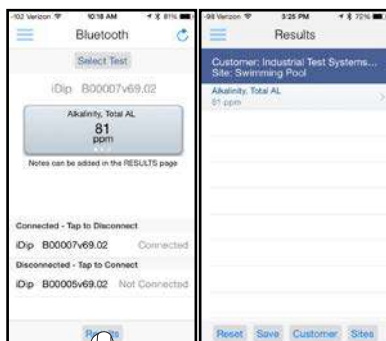 -102 Verizon 10:18 AM 81%
Bluetooth
Select Test
iDip B00007v69.02
Alkalinity, Total AL
81
ppm
Notes can be added in the RESULTS page
Connected - Tap to Disconnect
iDip B00007v69.02 Connected
Disconnected - Tap to Connect
iDip B00005v69.02 Not Connected
Results
-98 Verizon 3:25 PM 72%
Results
Customer: Industrial Test Systems...
Site: Swimming Pool
Alkalinity, Total AL
81 ppm
Reset Save Customer Sites